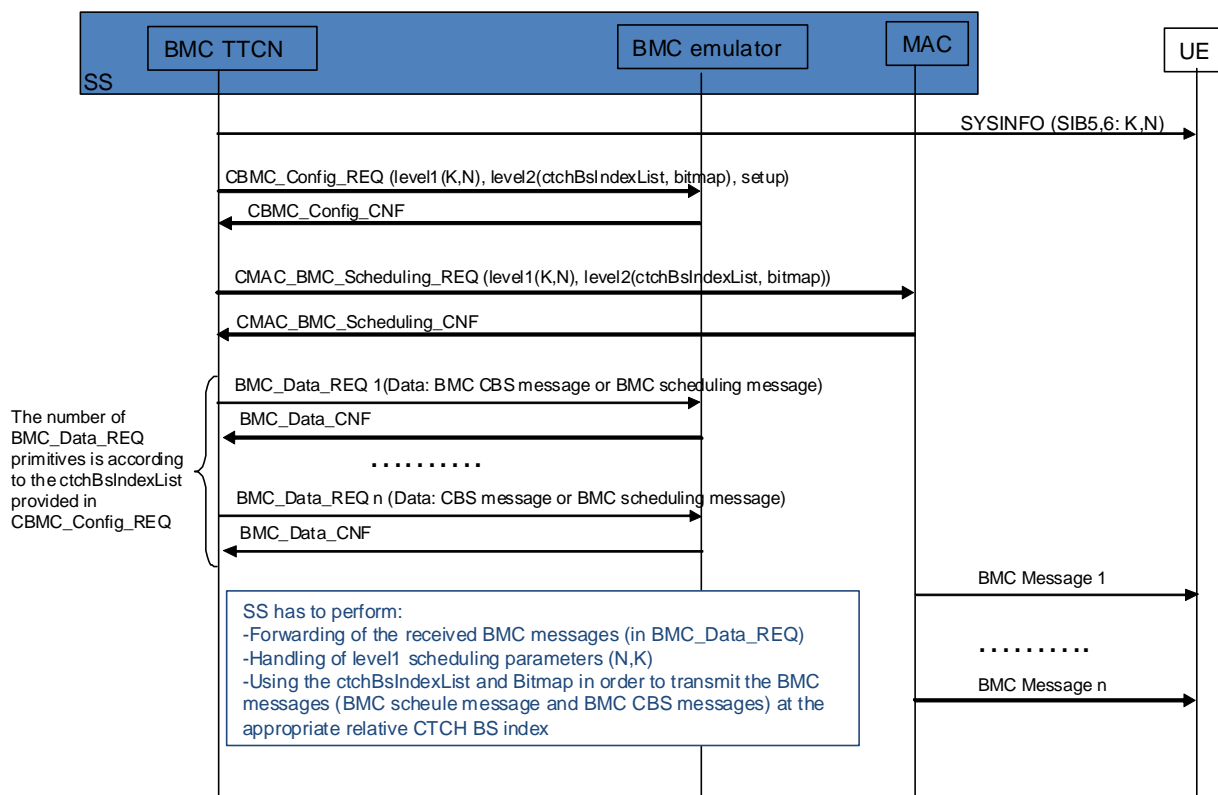 BMC TTCN
BMC emulator
MAC
UE
SS
SYSINFO (SIB5,6: K,N)
CBMC_Config_REQ (level1(K,N), level2(ctchBsIndexList, bitmap), setup)
CBMC_Config_CNF
CMAC_BMC_Scheduling_REQ (level1(K,N), level2(ctchBsIndexList, bitmap))
CMAC_BMC_Scheduling_CNF
BMC_Data_REQ 1(Data: BMC CBS message or BMC scheduling message)
BMC_Data_CNF
..........
BMC_Data_REQ n (Data: CBS message or BMC scheduling message)
BMC_Data_CNF
The number of
BMC_Data_REQ
primitives is according
to the ctchBsIndexList
provided in
CBMC_Config_REQ
BMC Message 1
..........
BMC Message n
SS has to perform:
-Forwarding of the received BMC messages (in BMC_Data_REQ)
-Handling of level1 scheduling parameters (N,K)
-Using the ctchBsIndexList and Bitmap in order to transmit the BMC
messages (BMC scheule message and BMC CBS messages) at the
appropriate relative CTCH BS index